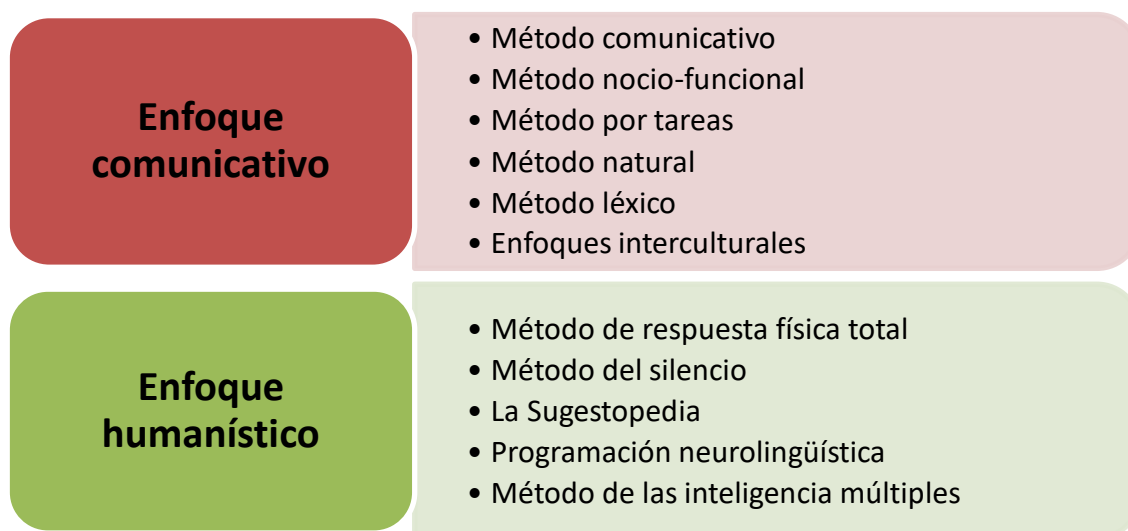 Enfoque
comunicativo
• Método comunicativo
• Método nocio-funcional
• Método por tareas
• Método natural
• Método léxico
• Enfoques interculturales
Enfoque
humanístico
• Método de respuesta física total
• Método del silencio
• La Sugestopedia
• Programación neurolingüística
• Método de las inteligencia múltiples